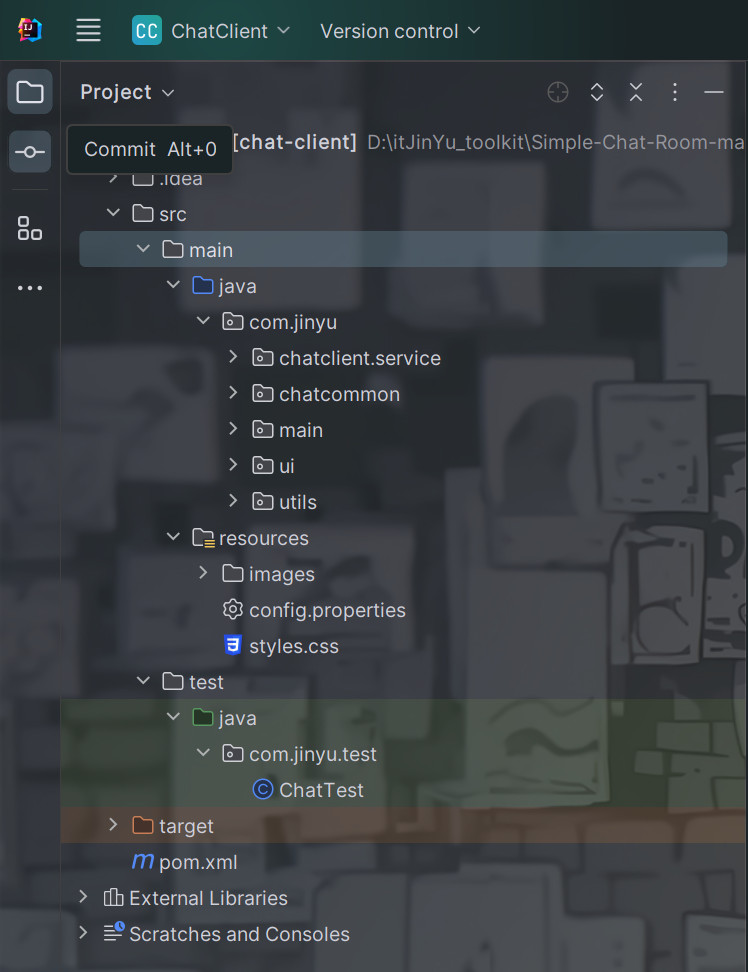 CC ChatClient Version control
Project
Commit Alt+0 [chat-client] D:\itJinYu_toolkit\Simple-Chat-Room-ma
.idea
src
main
java
com.jinyu
chatclient.service
chatcommon
main
ui
utils
resources
images
config.properties
styles.css
test
java
com.jinyu.test
ChatTest
target
pom.xml
External Libraries
Scratches and Consoles